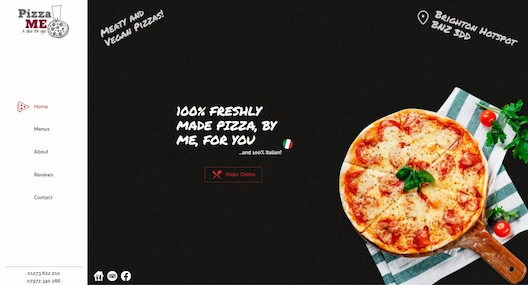 Pizza
ME
A slice for you
Home
Menus
About
Reviews
Contact
01273 622 210
07972 340 286
Meaty and
Vegan Pizzas!
Brighton Hotspot
BN2 3DD
100% Freshly
made Pizza, by
me, for you
...and 100% Italian!
Order Online